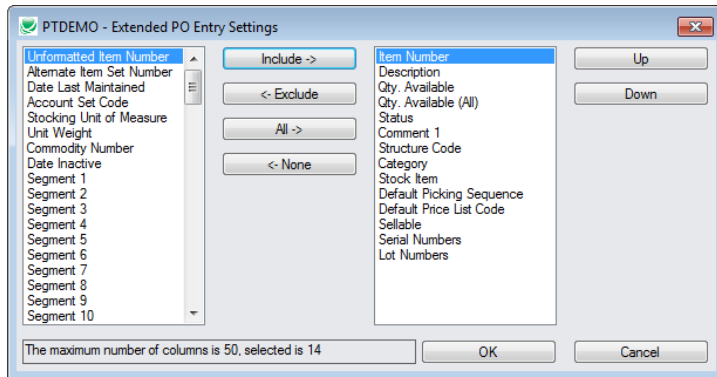 PTDEMO - Extended PO Entry Settings
Unformatted Item Number
Alternate Item Set Number
Date Last Maintained
Account Set Code
Stocking Unit of Measure
Unit Weight
Commodity Number
Date Inactive
Segment 1
Segment 2
Segment 3
Segment 4
Segment 5
Segment 6
Segment 7
Segment 8
Segment 9
Segment 10
Include ->
<- Exclude
All ->
<- None
Item Number
Description
Qty. Available
Qty. Available (All)
Status
Comment 1
Structure Code
Category
Stock Item
Default Picking Sequence
Default Price List Code
Sellable
Serial Numbers
Lot Numbers
Up
Down
The maximum number of columns is 50, selected is 14
OK
Cancel